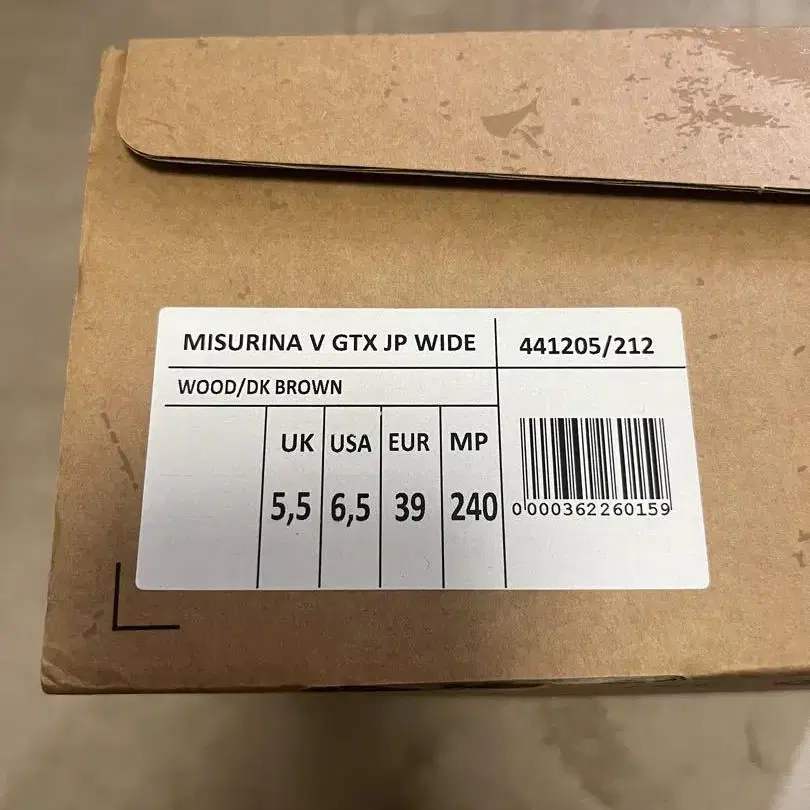 MISURINA V GTX JP WIDE
441205/212
WOOD/DK BROWN
UK USA EUR MP
5,5 6,5 39 240
0000362260159